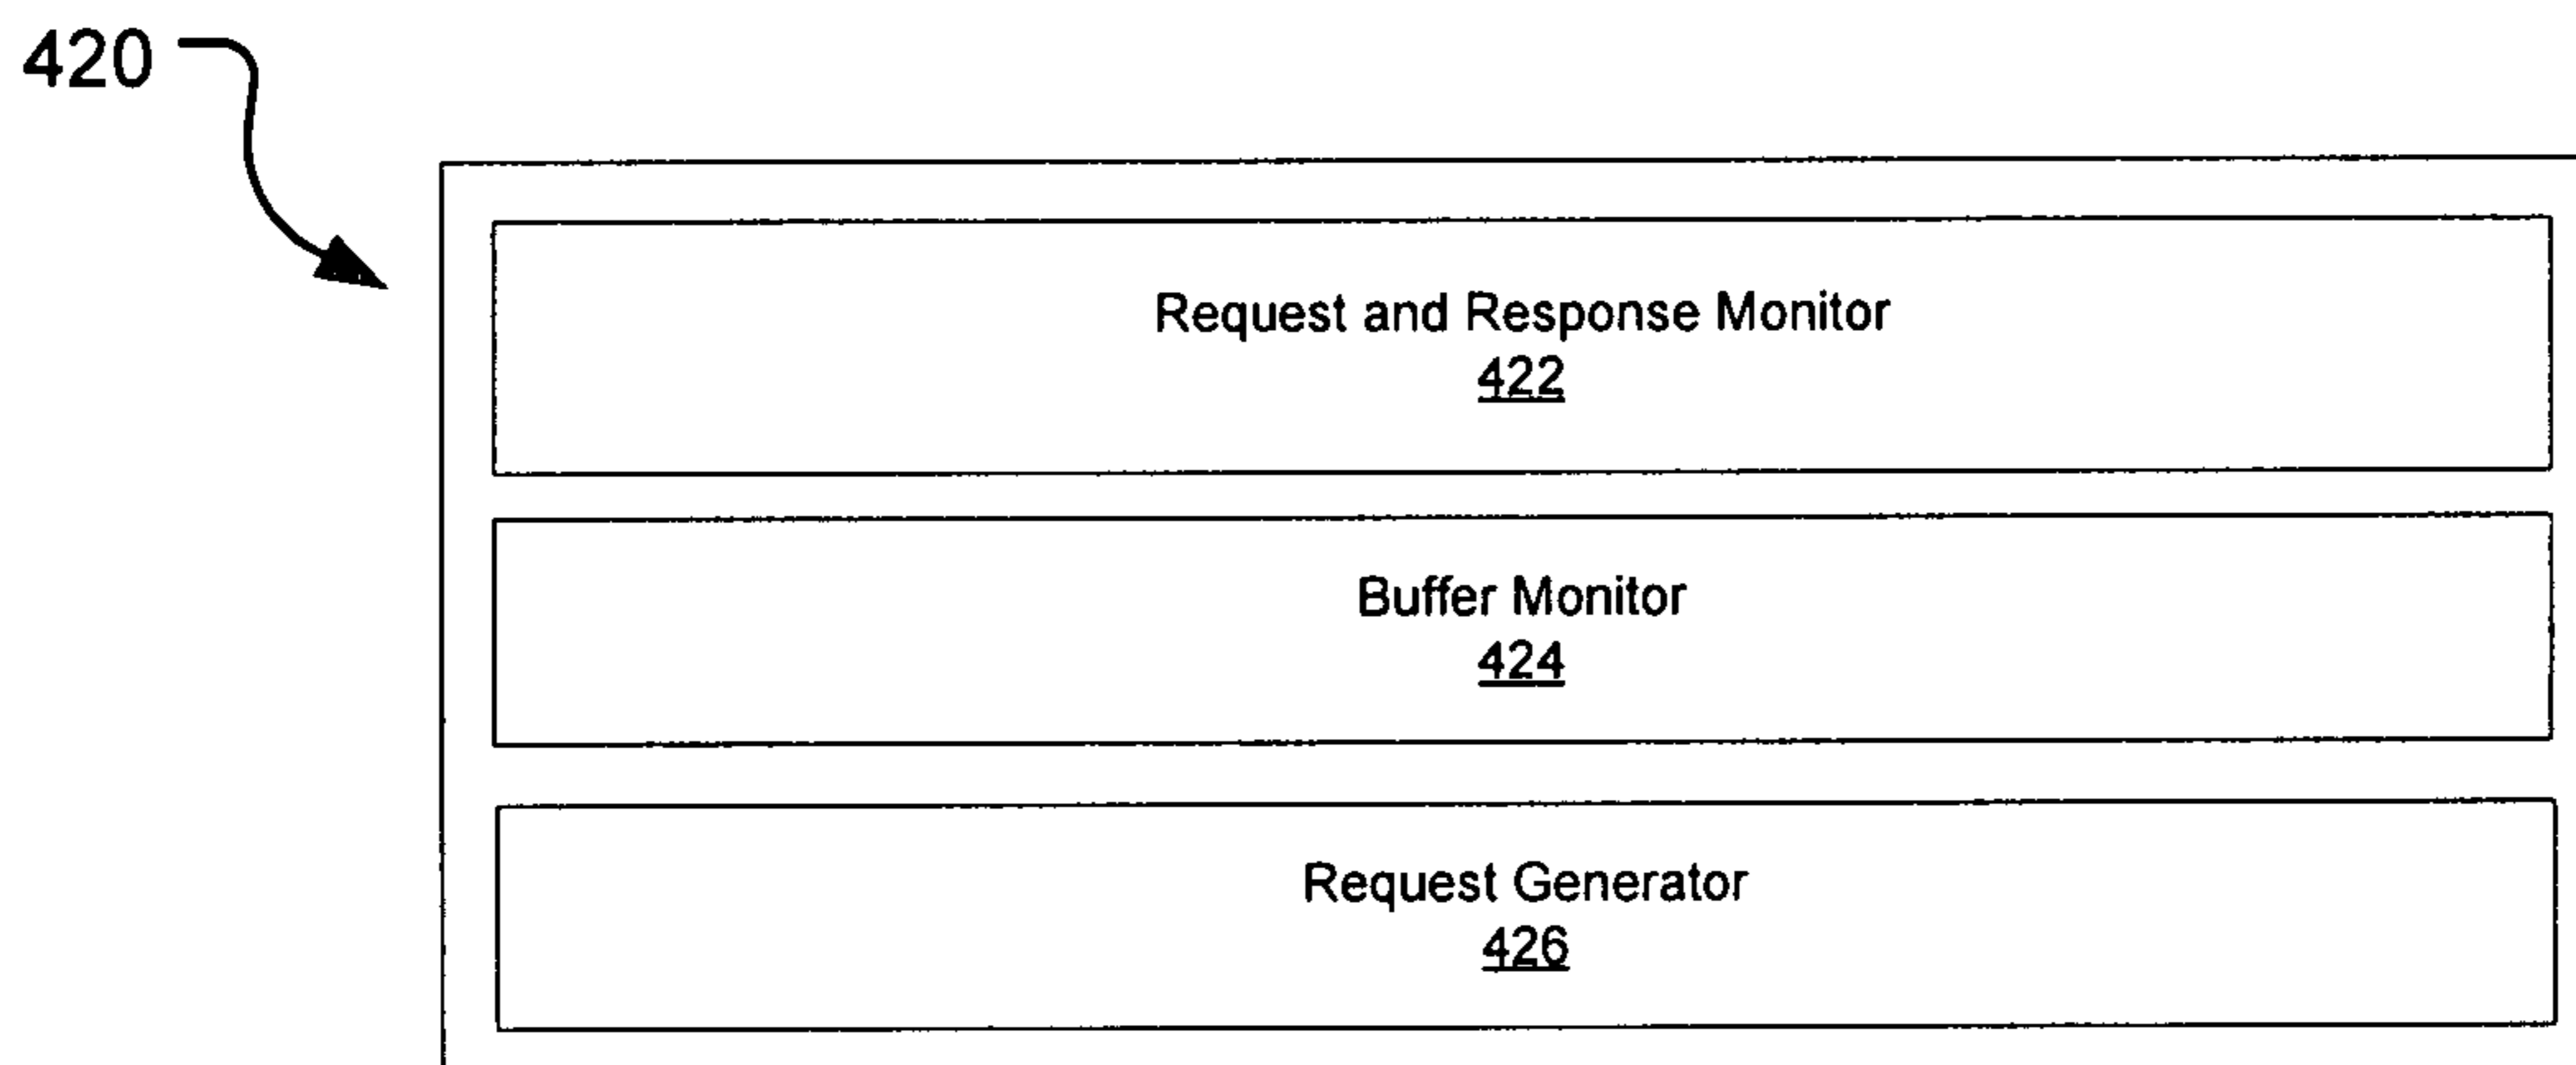 420
Request and Response Monitor
422
Buffer Monitor
424
Request Generator
426